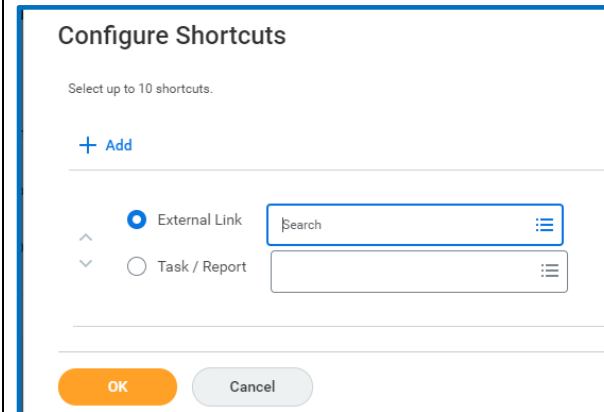 Configure Shortcuts
Select up to 10 shortcuts.
+ Add
External Link Search
Task / Report
OK Cancel